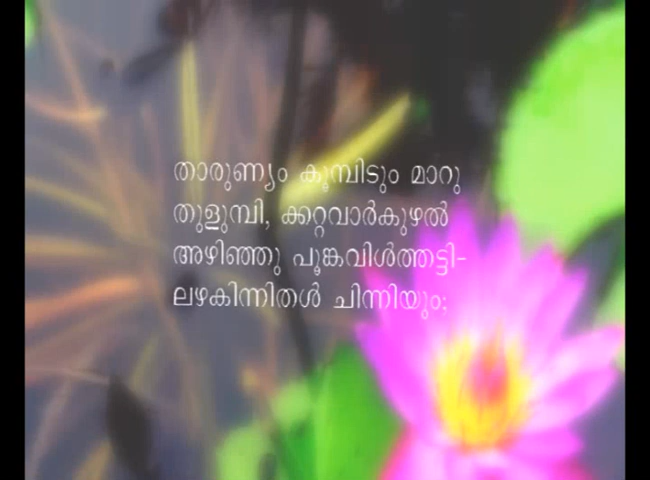 താരുണ്യം കൂമ്പിടും മാറു
തുളുമ്പി, ക്കറ്റവാർകുഴൽ
അഴിഞ്ഞു പൂങ്കവിൾത്തട്ടി-
ലഴകിന്നിതൾ ചിന്നിയും;